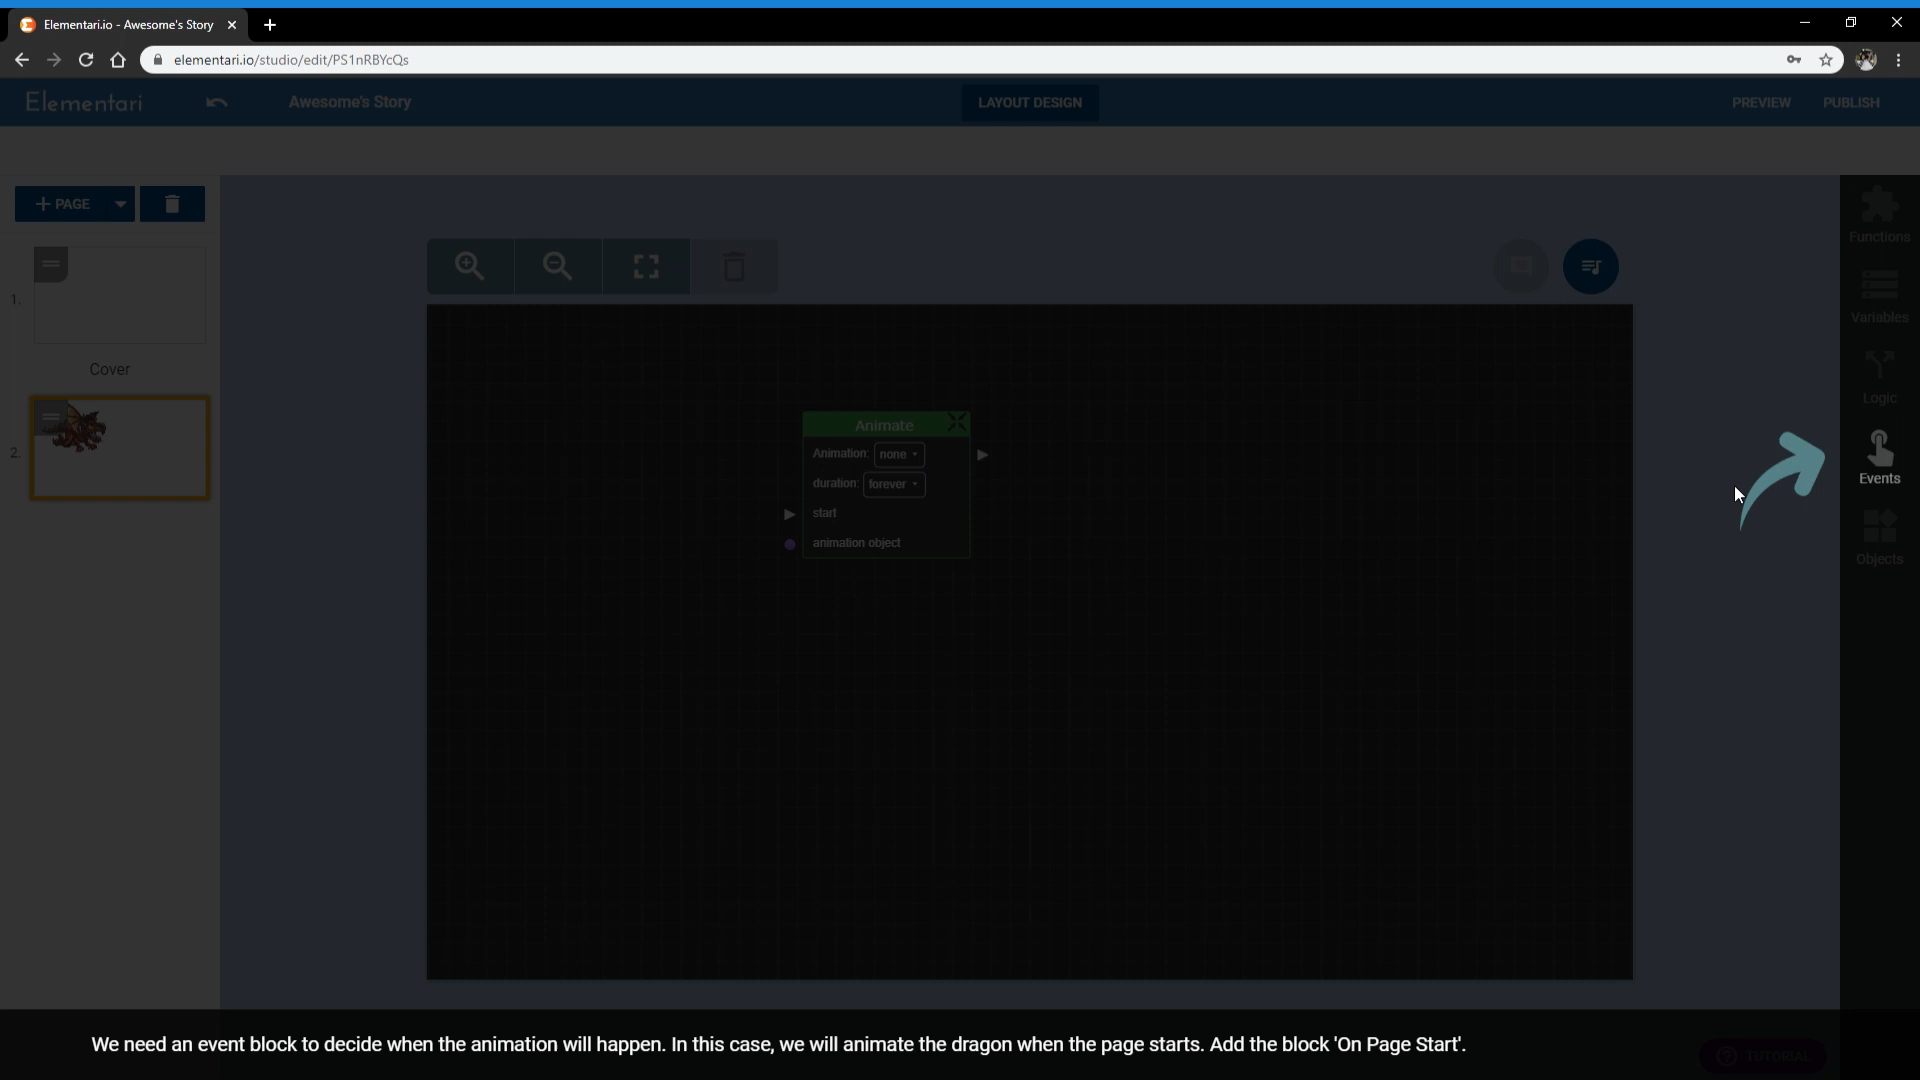 Elementari.io - Awesome's Story
elementari.io/studio/edit/PS1nRBYcQs
Elementari
Awesome's Story
LAYOUT DESIGN
PREVIEW
PUBLISH
PAGE
Functions
1.
Variables
Cover
Logic
2.
Animate
Animation: none
duration: forever
Events
start
animation object
Objects
We need an event block to decide when the animation will happen. In this case, we will animate the dragon when the page starts. Add the block 'On Page Start'.
TUTORIAL